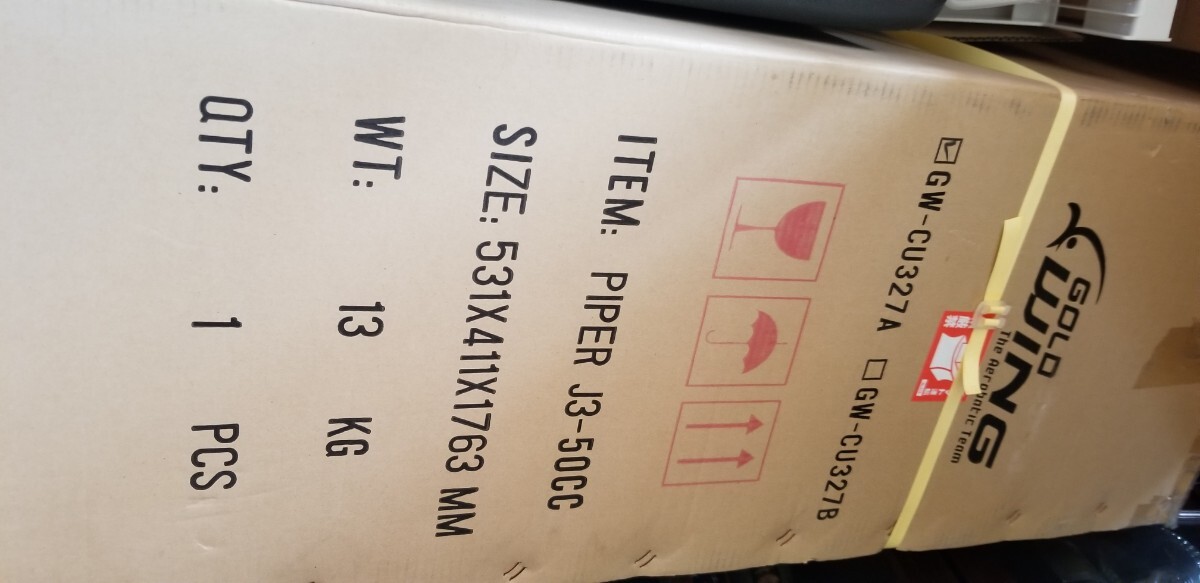 GOLD
WING
The Aerobatic Team
GW-CU327A GW-CU327B
ITEM: PIPER J3-50CC
SIZE: 531X411X1763 MM
WT: 13 KG
QTY: 1 PCS